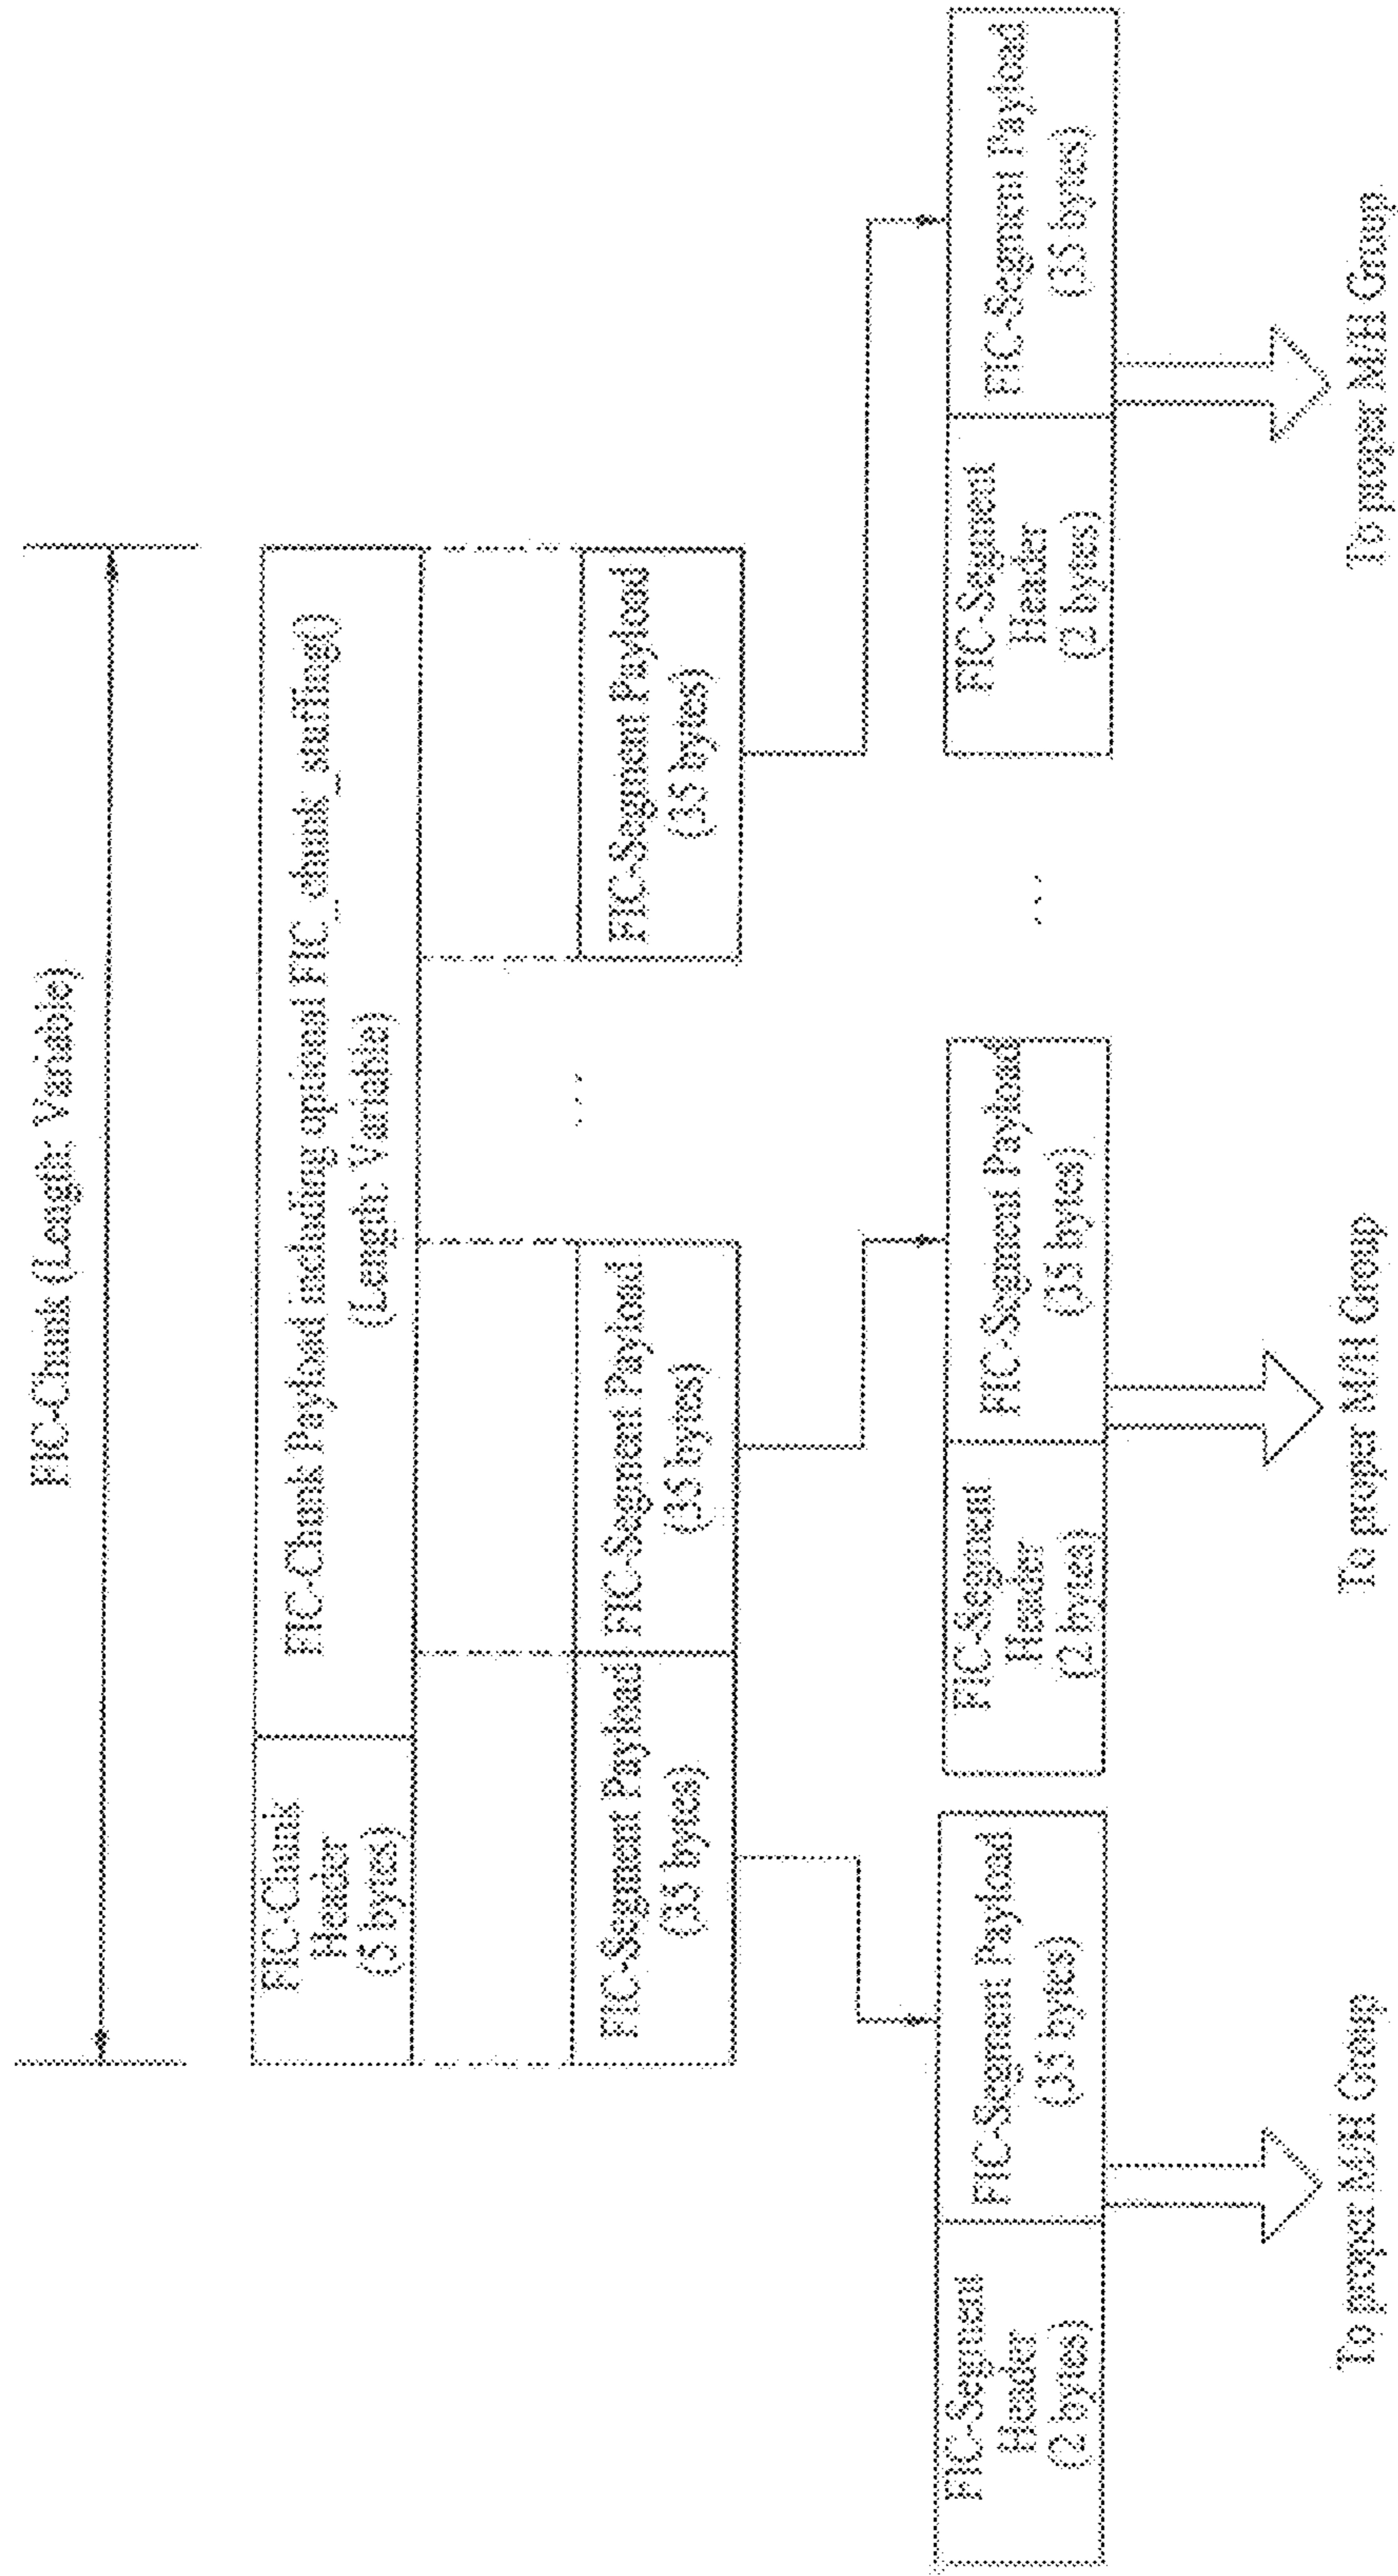 FIC-Chunk (Length: Variable)
FIC-Chunk
Header
(5 bytes)
FIC-Chunk Payload including optional FIC_chunk_stuffing()
(Length: Variable)
FIC-Segment Payload
(35 bytes)
FIC-Segment Payload
(35 bytes)
...
FIC-Segment Payload
(35 bytes)
FIC-Segment
Header
(2 bytes)
FIC-Segment Payload
(35 bytes)
FIC-Segment
Header
(2 bytes)
FIC-Segment Payload
(35 bytes)
...
FIC-Segment
Header
(2 bytes)
FIC-Segment Payload
(35 bytes)
To proper M/H Group
To proper M/H Group
To proper M/H Group